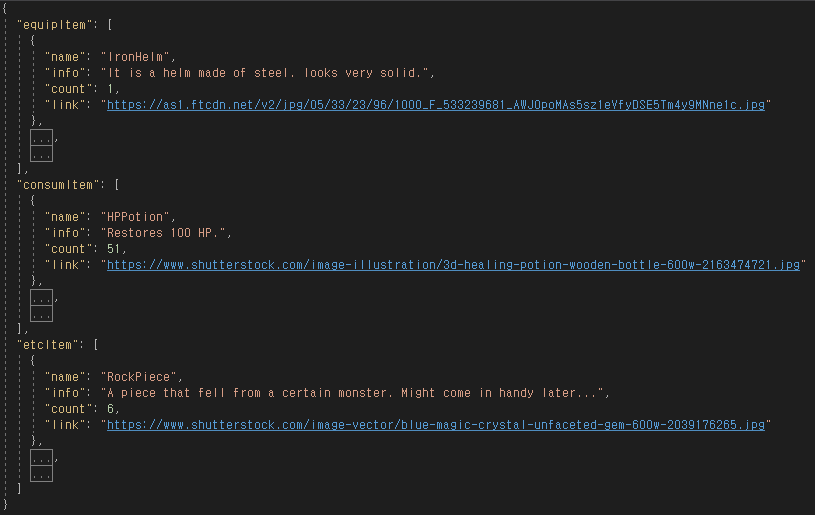 {
"equipItem": [
{
"name": "IronHelm",
"info": "It is a helm made of steel. looks very solid.",
"count": 1,
"link": "https://as1.ftcdn.net/v2/jpg/05/33/23/96/1000_F_533239681_AWJOpoMAs5sz1eYfyDSE5Tm4y9MNne1c.jpg"
},
...,
...
],
"consumItem": [
{
"name": "HPPotion",
"info": "Restores 100 HP.",
"count": 51,
"link": "https://www.shutterstock.com/image-illustration/3d-healing-potion-wooden-bottle-600w-2163474721.jpg"
},
...,
...
],
"etcItem": [
{
"name": "RockPiece",
"info": "A piece that fell from a certain monster. Might come in handy later...",
"count": 6,
"link": "https://www.shutterstock.com/image-vector/blue-magic-crystal-unfaceted-gem-600w-2039176265.jpg"
},
...,
...
]
}